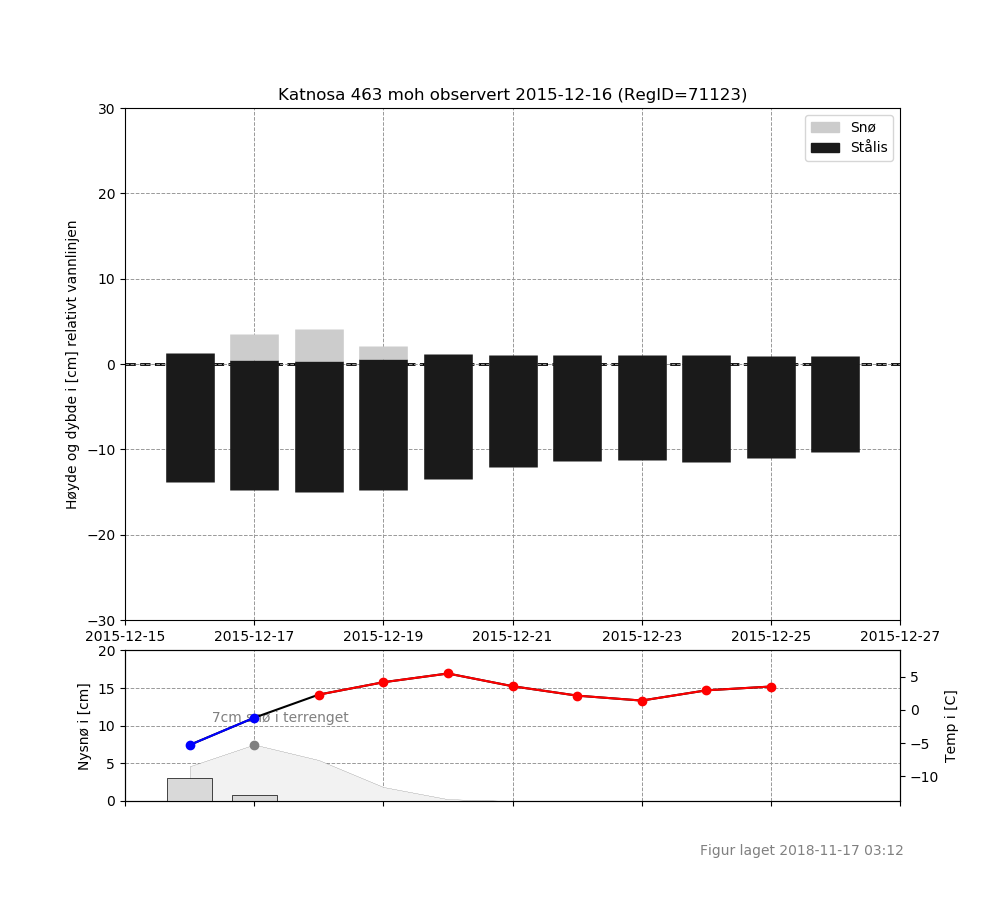 Katnosa 463 moh observert 2015-12-16 (RegID=71123)
Snø
Stålis
Høyde og dybde i [cm] relativt vannlinjen
30
20
10
0
−10
−20
−30
2015-12-15 2015-12-17 2015-12-19 2015-12-21 2015-12-23 2015-12-25 2015-12-27
Nysnø i [cm]
20
15
10
5
0
7cm snø i terrenget
5
0
−5
−10
Temp i [C]
Figur laget 2018-11-17 03:12